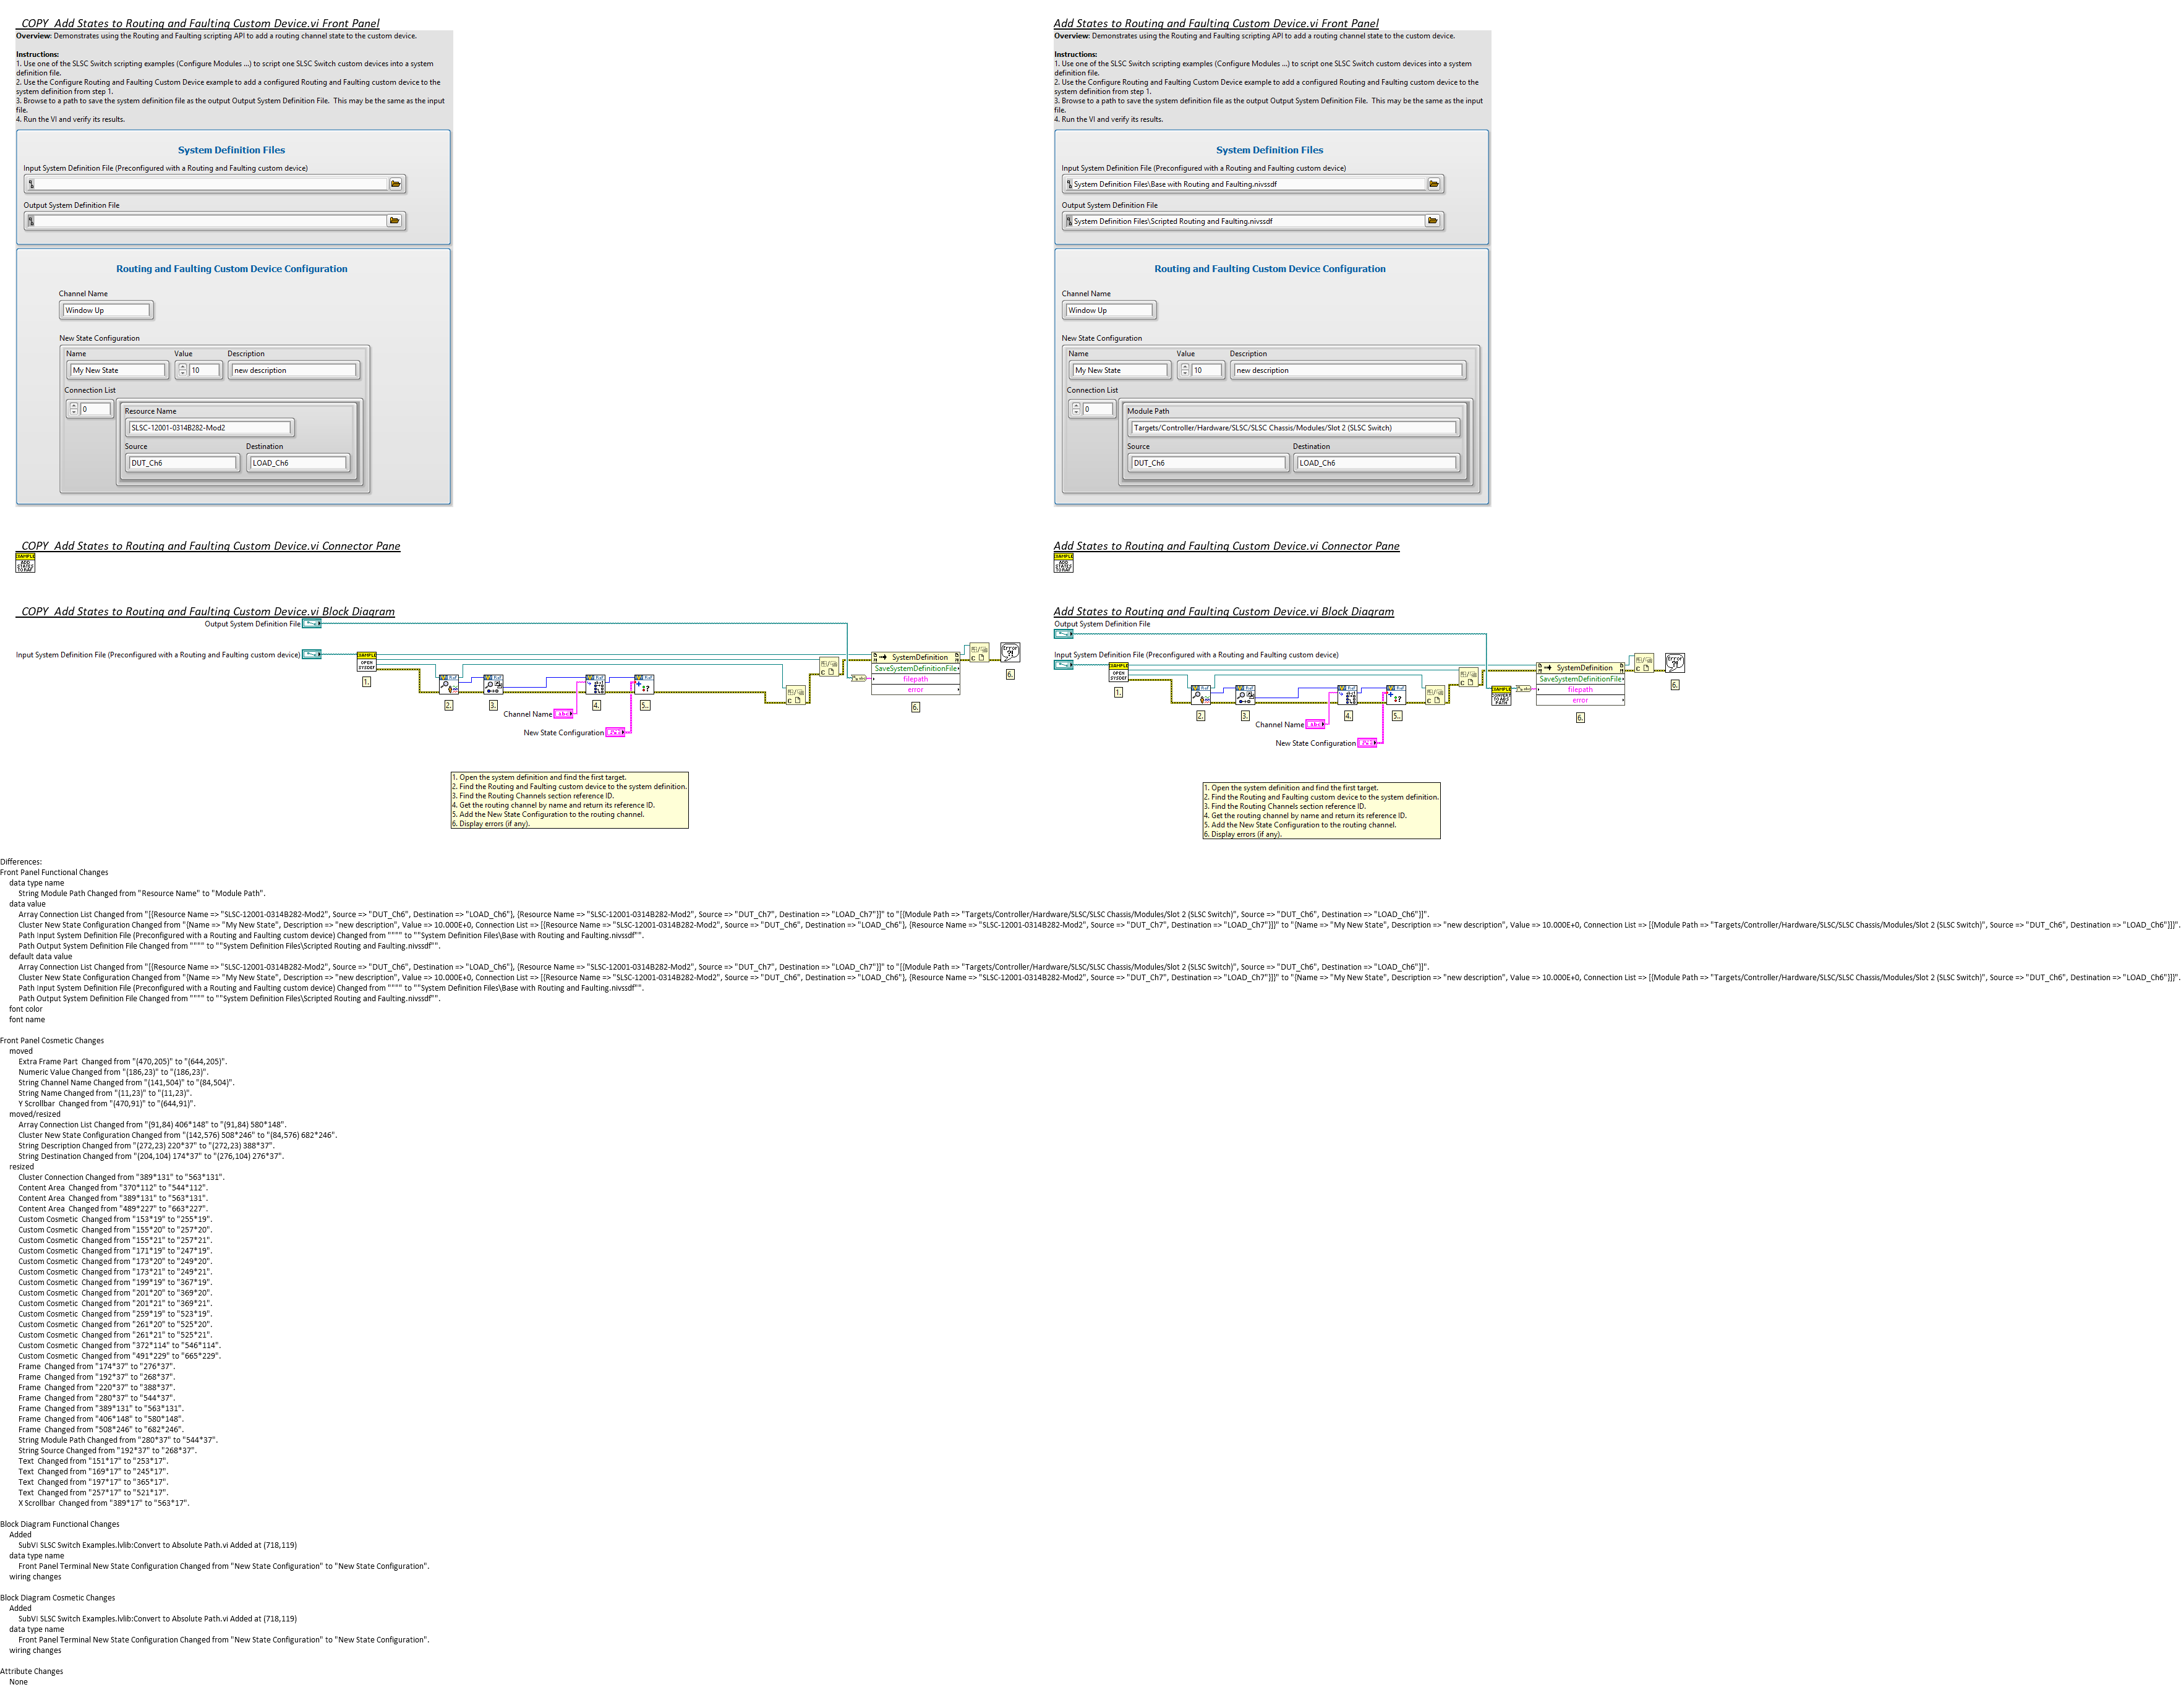 _COPY_Add States to Routing and Faulting Custom Device.vi Front Panel
Overview: Demonstrates using the Routing and Faulting scripting API to add a routing channel state to the custom device.
Instructions:
1. Use one of the SLSC Switch scripting examples (Configure Modules ...) to script one SLSC Switch custom devices into a system
definition file.
2. Use the Configure Routing and Faulting Custom Device example to add a configured Routing and Faulting custom device to the
system definition from step 1.
3. Browse to a path to save the system definition file as the output Output System Definition File.  This may be the same as the input
file.
4. Run the VI and verify its results.
System Definition Files
Input System Definition File (Preconfigured with a Routing and Faulting custom device)
Output System Definition File
Routing and Faulting Custom Device Configuration
Channel Name
Window Up
New State Configuration
Name Value Description
My New State 10 new description
Connection List
0 Resource Name
SLSC-12001-0314B282-Mod2
Source Destination
DUT_Ch6 LOAD_Ch6
Add States to Routing and Faulting Custom Device.vi Front Panel
Overview: Demonstrates using the Routing and Faulting scripting API to add a routing channel state to the custom device.
Instructions:
1. Use one of the SLSC Switch scripting examples (Configure Modules ...) to script one SLSC Switch custom devices into a system
definition file.
2. Use the Configure Routing and Faulting Custom Device example to add a configured Routing and Faulting custom device to the
system definition from step 1.
3. Browse to a path to save the system definition file as the output Output System Definition File.  This may be the same as the input
file.
4. Run the VI and verify its results.
System Definition Files
Input System Definition File (Preconfigured with a Routing and Faulting custom device)
System Definition Files\Base with Routing and Faulting.nivssdf
Output System Definition File
System Definition Files\Scripted Routing and Faulting.nivssdf
Routing and Faulting Custom Device Configuration
Channel Name
Window Up
New State Configuration
Name Value Description
My New State 10 new description
Connection List
0 Module Path
Targets/Controller/Hardware/SLSC/SLSC Chassis/Modules/Slot 2 (SLSC Switch)
Source Destination
DUT_Ch6 LOAD_Ch6
_COPY_Add States to Routing and Faulting Custom Device.vi Connector Pane
Add States to Routing and Faulting Custom Device.vi Connector Pane
_COPY_Add States to Routing and Faulting Custom Device.vi Block Diagram
Output System Definition File
Input System Definition File (Preconfigured with a Routing and Faulting custom device)
EXAMPLE
OPEN
SYSDEF
1.
2.
3.
4.
5.
Channel Name
New State Configuration
SystemDefinition
SaveSystemDefinitionFile
filepath
error
6.
6.
1. Open the system definition and find the first target.
2. Find the Routing and Faulting custom device to the system definition.
3. Find the Routing Channels section reference ID.
4. Get the routing channel by name and return its reference ID.
5. Add the New State Configuration to the routing channel.
6. Display errors (if any).
Add States to Routing and Faulting Custom Device.vi Block Diagram
Output System Definition File
Input System Definition File (Preconfigured with a Routing and Faulting custom device)
EXAMPLE
OPEN
SYSDEF
1.
2.
3.
4.
5.
Channel Name
New State Configuration
SystemDefinition
SaveSystemDefinitionFile
filepath
error
6.
6.
1. Open the system definition and find the first target.
2. Find the Routing and Faulting custom device to the system definition.
3. Find the Routing Channels section reference ID.
4. Get the routing channel by name and return its reference ID.
5. Add the New State Configuration to the routing channel.
6. Display errors (if any).
Differences:
Front Panel Functional Changes
data type name
String Module Path Changed from "Resource Name" to "Module Path".
data value
Array Connection List Changed from "[{Resource Name => "SLSC-12001-0314B282-Mod2", Source => "DUT_Ch6", Destination => "LOAD_Ch6"}, {Resource Name => "SLSC-12001-0314B282-Mod2", Source => "DUT_Ch7", Destination => "LOAD_Ch7"}]" to "[{Module Path => "Targets/Controller/Hardware/SLSC/SLSC Chassis/Modules/Slot 2 (SLSC Switch)", Source => "DUT_Ch6", Destination => "LOAD_Ch6"}]".
Cluster New State Configuration Changed from "{Name => "My New State", Description => "new description", Value => 10.000E+0, Connection List => [{Resource Name => "SLSC-12001-0314B282-Mod2", Source => "DUT_Ch6", Destination => "LOAD_Ch6"}, {Resource Name => "SLSC-12001-0314B282-Mod2", Source => "DUT_Ch7", Destination => "LOAD_Ch7"}]}" to "{Name => "My New State", Description => "new description", Value => 10.000E+0, Connection List => [{Module Path => "Targets/Controller/Hardware/SLSC/SLSC Chassis/Modules/Slot 2 (SLSC Switch)", Source => "DUT_Ch6", Destination => "LOAD_Ch6"}]}".
Path Input System Definition File (Preconfigured with a Routing and Faulting custom device) Changed from """" to ""System Definition Files\Base with Routing and Faulting.nivssdf"".
Path Output System Definition File Changed from """" to ""System Definition Files\Scripted Routing and Faulting.nivssdf"".
default data value
Array Connection List Changed from "[{Resource Name => "SLSC-12001-0314B282-Mod2", Source => "DUT_Ch6", Destination => "LOAD_Ch6"}, {Resource Name => "SLSC-12001-0314B282-Mod2", Source => "DUT_Ch7", Destination => "LOAD_Ch7"}]" to "[{Module Path => "Targets/Controller/Hardware/SLSC/SLSC Chassis/Modules/Slot 2 (SLSC Switch)", Source => "DUT_Ch6", Destination => "LOAD_Ch6"}]".
Cluster New State Configuration Changed from "{Name => "My New State", Description => "new description", Value => 10.000E+0, Connection List => [{Resource Name => "SLSC-12001-0314B282-Mod2", Source => "DUT_Ch6", Destination => "LOAD_Ch6"}, {Resource Name => "SLSC-12001-0314B282-Mod2", Source => "DUT_Ch7", Destination => "LOAD_Ch7"}]}" to "{Name => "My New State", Description => "new description", Value => 10.000E+0, Connection List => [{Module Path => "Targets/Controller/Hardware/SLSC/SLSC Chassis/Modules/Slot 2 (SLSC Switch)", Source => "DUT_Ch6", Destination => "LOAD_Ch6"}]}".
Path Input System Definition File (Preconfigured with a Routing and Faulting custom device) Changed from """" to ""System Definition Files\Base with Routing and Faulting.nivssdf"".
Path Output System Definition File Changed from """" to ""System Definition Files\Scripted Routing and Faulting.nivssdf"".
font color
font name
Front Panel Cosmetic Changes
moved
Extra Frame Part  Changed from "(470,205)" to "(644,205)".
Numeric Value Changed from "(186,23)" to "(186,23)".
String Channel Name Changed from "(141,504)" to "(84,504)".
String Name Changed from "(11,23)" to "(11,23)".
Y Scrollbar  Changed from "(470,91)" to "(644,91)".
moved/resized
Array Connection List Changed from "(91,84) 406*148" to "(91,84) 580*148".
Cluster New State Configuration Changed from "(142,576) 508*246" to "(84,576) 682*246".
String Description Changed from "(272,23) 220*37" to "(272,23) 388*37".
String Destination Changed from "(204,104) 174*37" to "(276,104) 276*37".
resized
Cluster Connection Changed from "389*131" to "563*131".
Content Area  Changed from "370*112" to "544*112".
Content Area  Changed from "389*131" to "563*131".
Content Area  Changed from "489*227" to "663*227".
Custom Cosmetic  Changed from "153*19" to "255*19".
Custom Cosmetic  Changed from "155*20" to "257*20".
Custom Cosmetic  Changed from "155*21" to "257*21".
Custom Cosmetic  Changed from "171*19" to "247*19".
Custom Cosmetic  Changed from "173*20" to "249*20".
Custom Cosmetic  Changed from "173*21" to "249*21".
Custom Cosmetic  Changed from "199*19" to "367*19".
Custom Cosmetic  Changed from "201*20" to "369*20".
Custom Cosmetic  Changed from "201*21" to "369*21".
Custom Cosmetic  Changed from "259*19" to "523*19".
Custom Cosmetic  Changed from "261*20" to "525*20".
Custom Cosmetic  Changed from "261*21" to "525*21".
Custom Cosmetic  Changed from "372*114" to "546*114".
Custom Cosmetic  Changed from "491*229" to "665*229".
Frame  Changed from "174*37" to "276*37".
Frame  Changed from "192*37" to "268*37".
Frame  Changed from "220*37" to "388*37".
Frame  Changed from "280*37" to "544*37".
Frame  Changed from "389*131" to "563*131".
Frame  Changed from "406*148" to "580*148".
Frame  Changed from "508*246" to "682*246".
String Module Path Changed from "280*37" to "544*37".
String Source Changed from "192*37" to "268*37".
Text  Changed from "151*17" to "253*17".
Text  Changed from "169*17" to "245*17".
Text  Changed from "197*17" to "365*17".
Text  Changed from "257*17" to "521*17".
X Scrollbar  Changed from "389*17" to "563*17".
Block Diagram Functional Changes
Added
SubVI SLSC Switch Examples.lvlib:Convert to Absolute Path.vi Added at (718,119)
data type name
Front Panel Terminal New State Configuration Changed from "New State Configuration" to "New State Configuration".
wiring changes
Block Diagram Cosmetic Changes
Added
SubVI SLSC Switch Examples.lvlib:Convert to Absolute Path.vi Added at (718,119)
data type name
Front Panel Terminal New State Configuration Changed from "New State Configuration" to "New State Configuration".
wiring changes
Attribute Changes
None